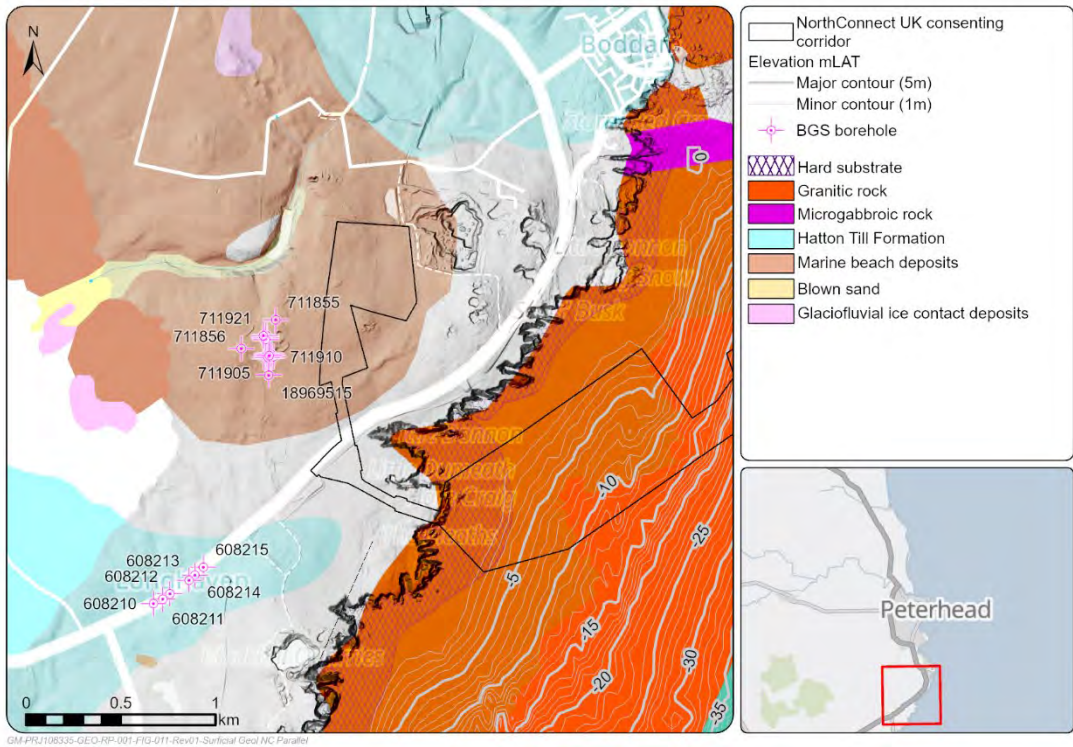 N
Boddam
711855
711921
711856
711910
711905
18969515
608213
608215
608212
Longhaven
608214
608210
608211
0
-5
-10
-15
-20
-25
-30
-35
0 0.5 1
km
GM-PRJ106335-GEO-RP-001-FIG-011-Rev01-Surficial Geol NC Parallel
NorthConnect UK consenting
corridor
Elevation mLAT
Major contour (5m)
Minor contour (1m)
BGS borehole
Hard substrate
Granitic rock
Microgabbroic rock
Hatton Till Formation
Marine beach deposits
Blown sand
Glaciofluvial ice contact deposits
Peterhead